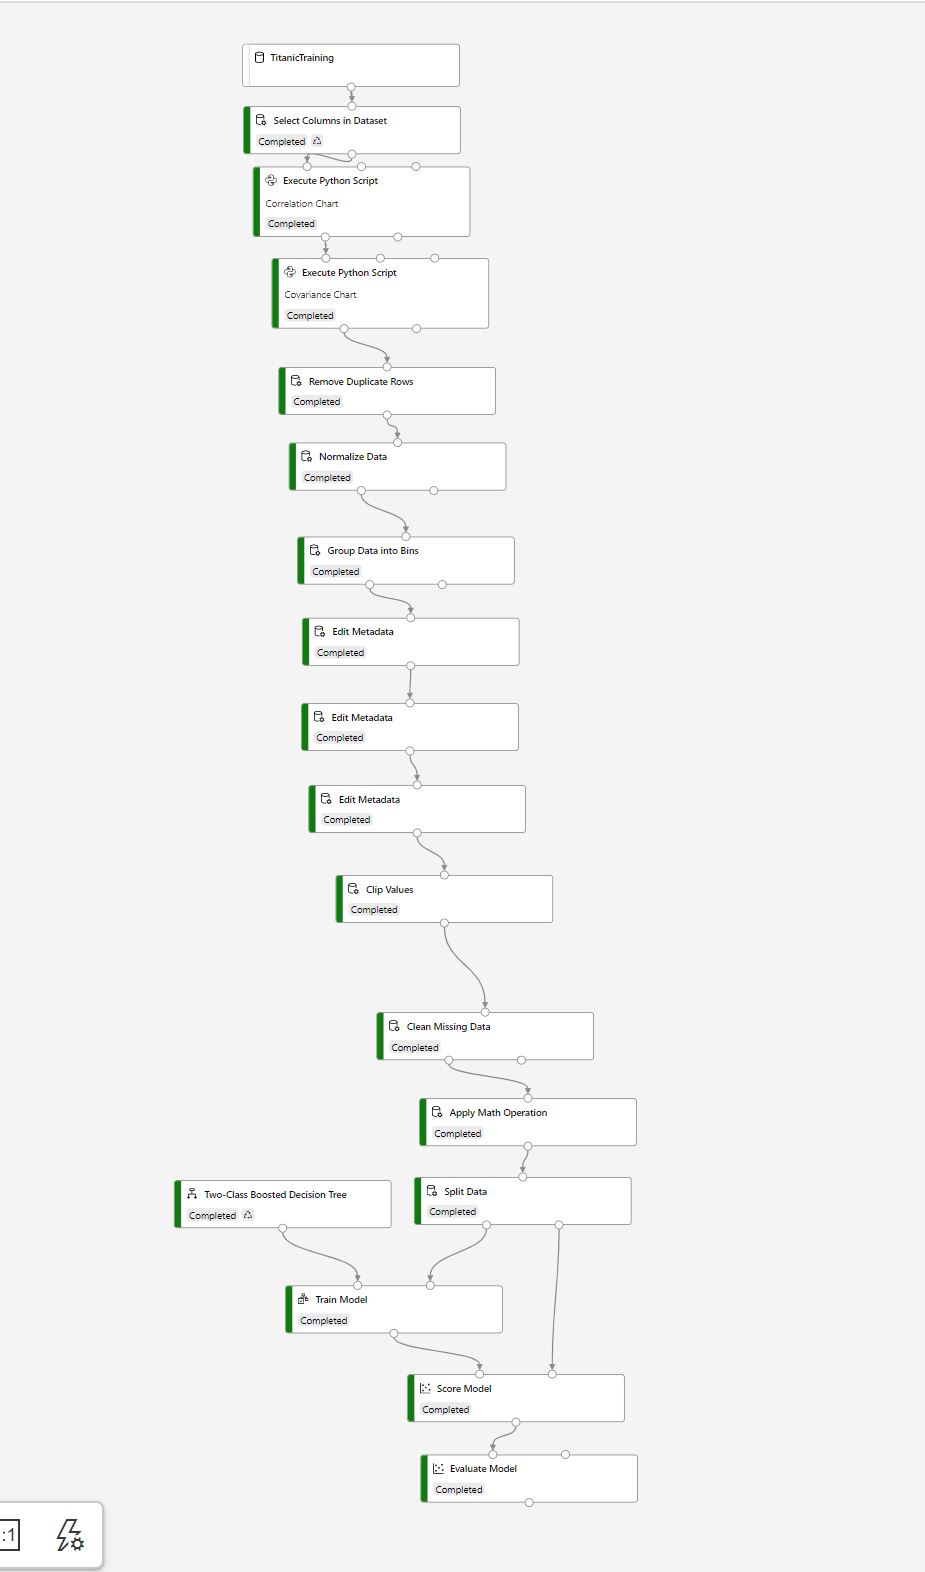 TitanicTraining
Select Columns in Dataset
Completed
Execute Python Script
Correlation Chart
Completed
Execute Python Script
Covariance Chart
Completed
Remove Duplicate Rows
Completed
Normalize Data
Completed
Group Data into Bins
Completed
Edit Metadata
Completed
Edit Metadata
Completed
Edit Metadata
Completed
Clip Values
Completed
Clean Missing Data
Completed
Apply Math Operation
Completed
Two-Class Boosted Decision Tree
Completed
Split Data
Completed
Train Model
Completed
Score Model
Completed
Evaluate Model
Completed
:1